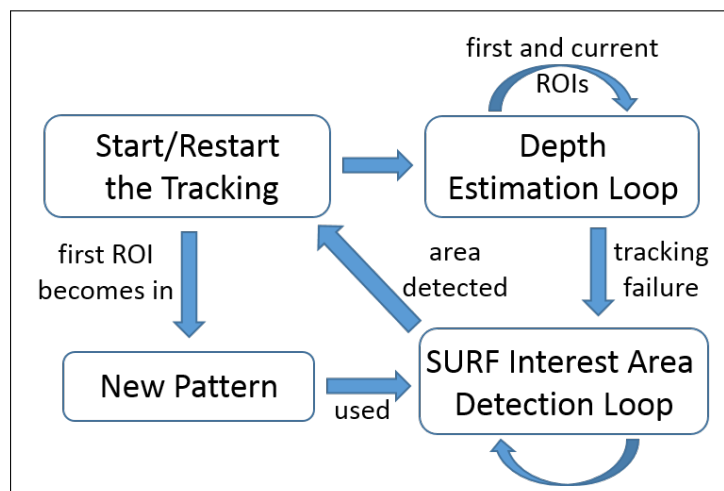 first and current
ROIs
Start/Restart
the Tracking
Depth
Estimation Loop
first ROI
becomes in
area
detected
tracking
failure
New Pattern
used
SURF Interest Area
Detection Loop